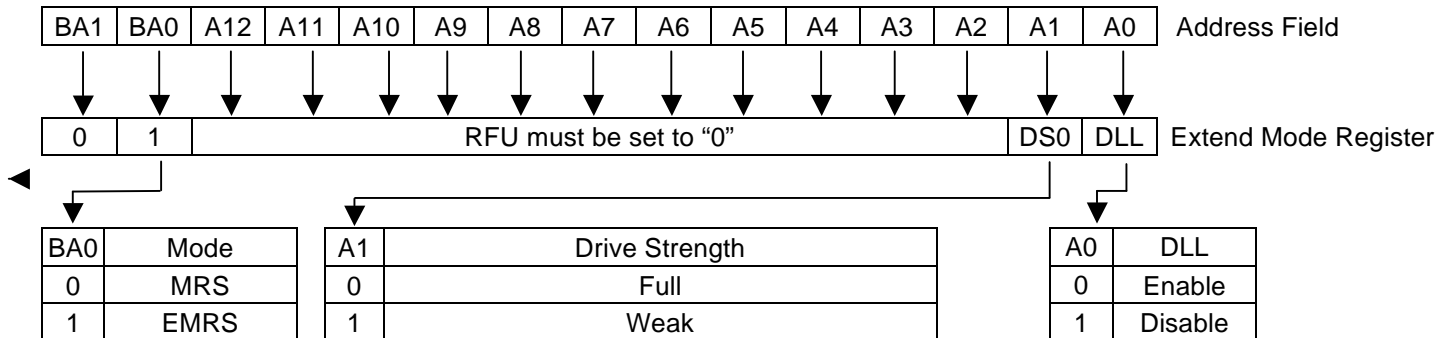 BA1 BA0 A12 A11 A10 A9 A8 A7 A6 A5 A4 A3 A2 A1 A0 Address Field
0 1 RFU must be set to “0” DS0 DLL Extend Mode Register
BA0 Mode A1 Drive Strength A0 DLL
0 MRS 0 Full 0 Enable
1 EMRS 1 Weak 1 Disable